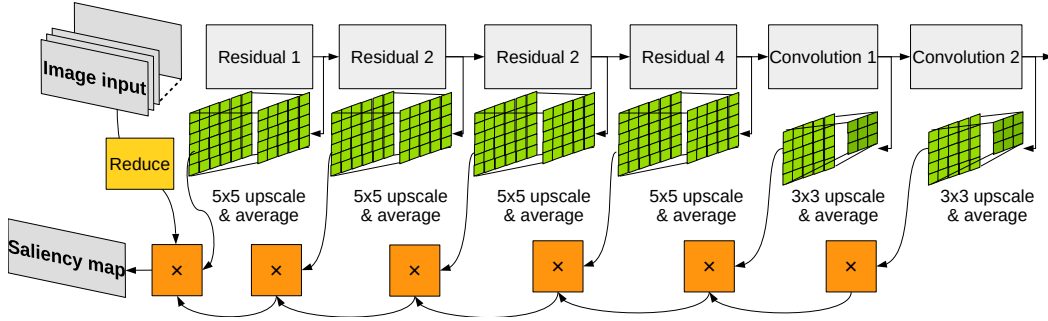 Image input
Residual 1
Residual 2
Residual 2
Residual 4
Convolution 1
Convolution 2
Reduce
5x5 upscale
& average
5x5 upscale
& average
5x5 upscale
& average
5x5 upscale
& average
3x3 upscale
& average
3x3 upscale
& average
Saliency map
×
×
×
×
×
×